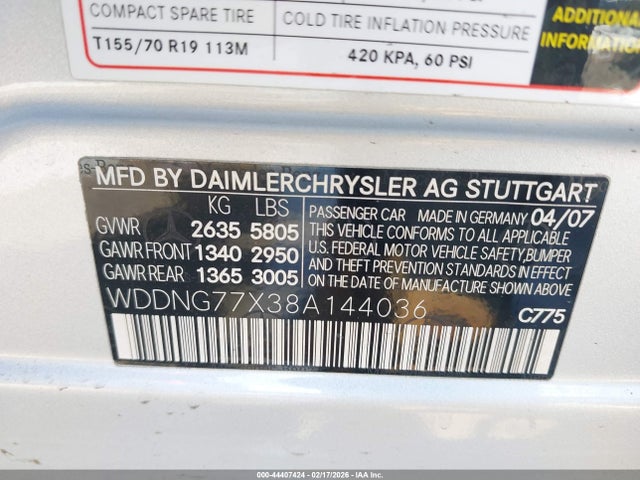 COMPACT SPARE TIRE
COLD TIRE INFLATION PRESSURE
T155/70 R19 113M
420 KPA, 60 PSI
ADDITIONAL
INFORMATION
MFD BY DAIMLERCHRYSLER AG STUTTGART
KG LBS
GVWR 2635 5805
GAWR FRONT 1340 2950
GAWR REAR 1365 3005
PASSENGER CAR MADE IN GERMANY 04/07
THIS VEHICLE CONFORMS TO ALL APPLICABLE
U.S. FEDERAL MOTOR VEHICLE SAFETY,BUMPER
AND THEFT PREVENTION STANDARDS IN EFFECT
ON THE DATE OF MANUFACTURE SHOWN ABOVE.
WDDNG77X38A144036
C775
000-44407424 - 02/17/2026 - IAAI.COM